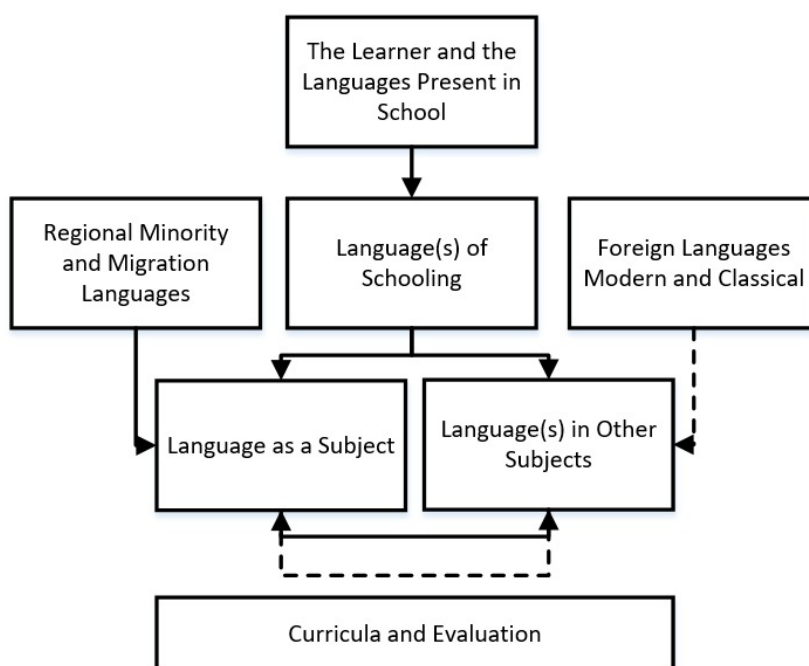 The Learner and the
Languages Present in
School
Regional Minority
and Migration
Languages
Language(s) of
Schooling
Foreign Languages
Modern and Classical
Language as a Subject
Language(s) in Other
Subjects
Curricula and Evaluation